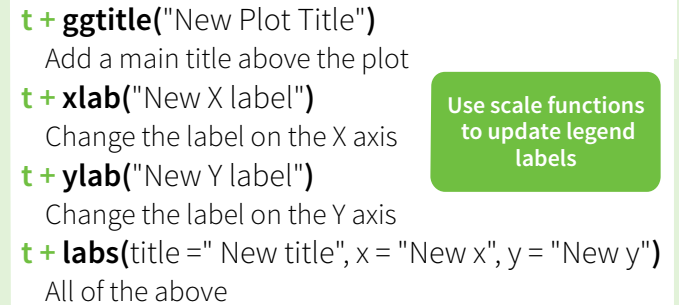 t + ggtitle("New Plot Title")
Add a main title above the plot
t + xlab("New X label")
Change the label on the X axis
t + ylab("New Y label")
Change the label on the Y axis
t + labs(title =" New title", x = "New x", y = "New y")
All of the above
Use scale functions
to update legend
labels